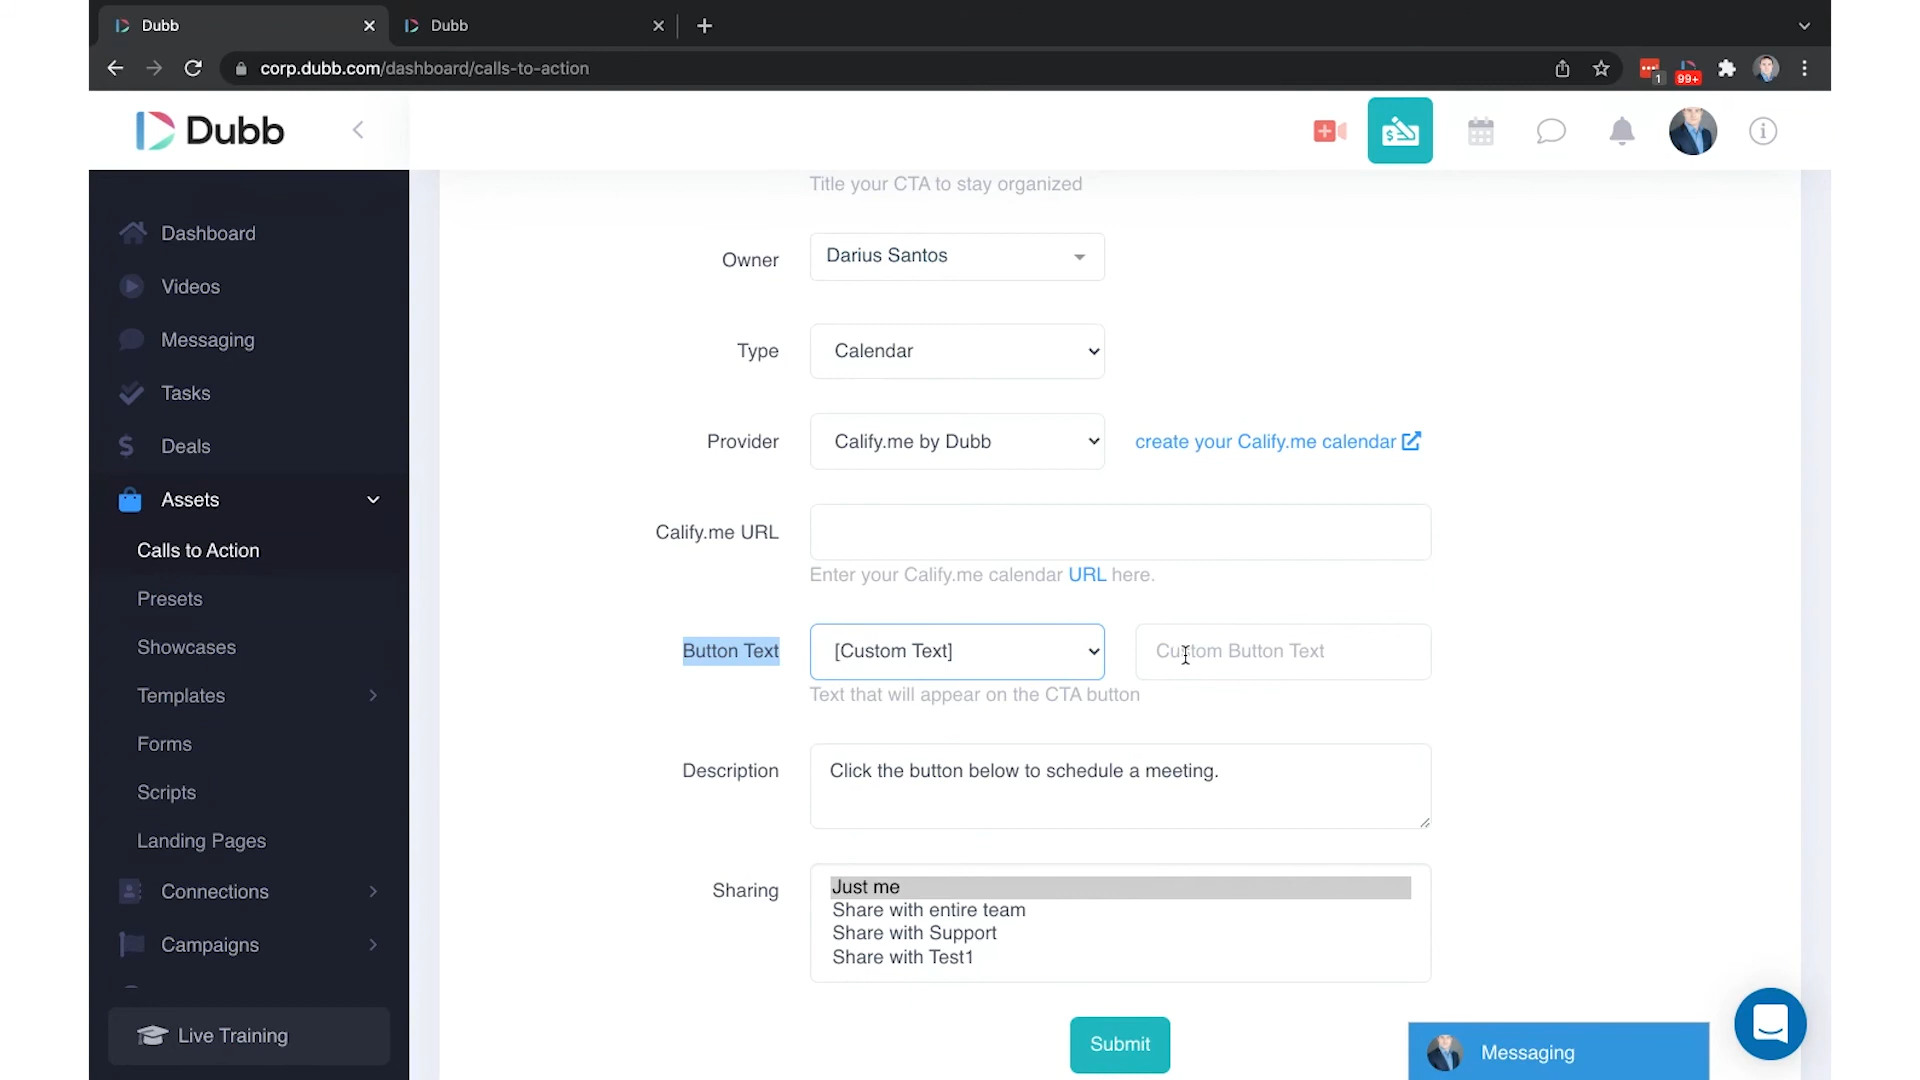 Dubb
Dubb
corp.dubb.com/dashboard/calls-to-action
1
99+
Dubb
Title your CTA to stay organized
Dashboard
Videos
Messaging
Tasks
Deals
Assets
Calls to Action
Presets
Showcases
Templates
Forms
Scripts
Landing Pages
Connections
Campaigns
Live Training
Owner
Darius Santos
Type
Calendar
Provider
Calify.me by Dubb
create your Calify.me calendar
Calify.me URL
Enter your Calify.me calendar URL here.
Button Text
[Custom Text]
Custom Button Text
Text that will appear on the CTA button
Description
Click the button below to schedule a meeting.
Sharing
Just me
Share with entire team
Share with Support
Share with Test1
Submit
Messaging